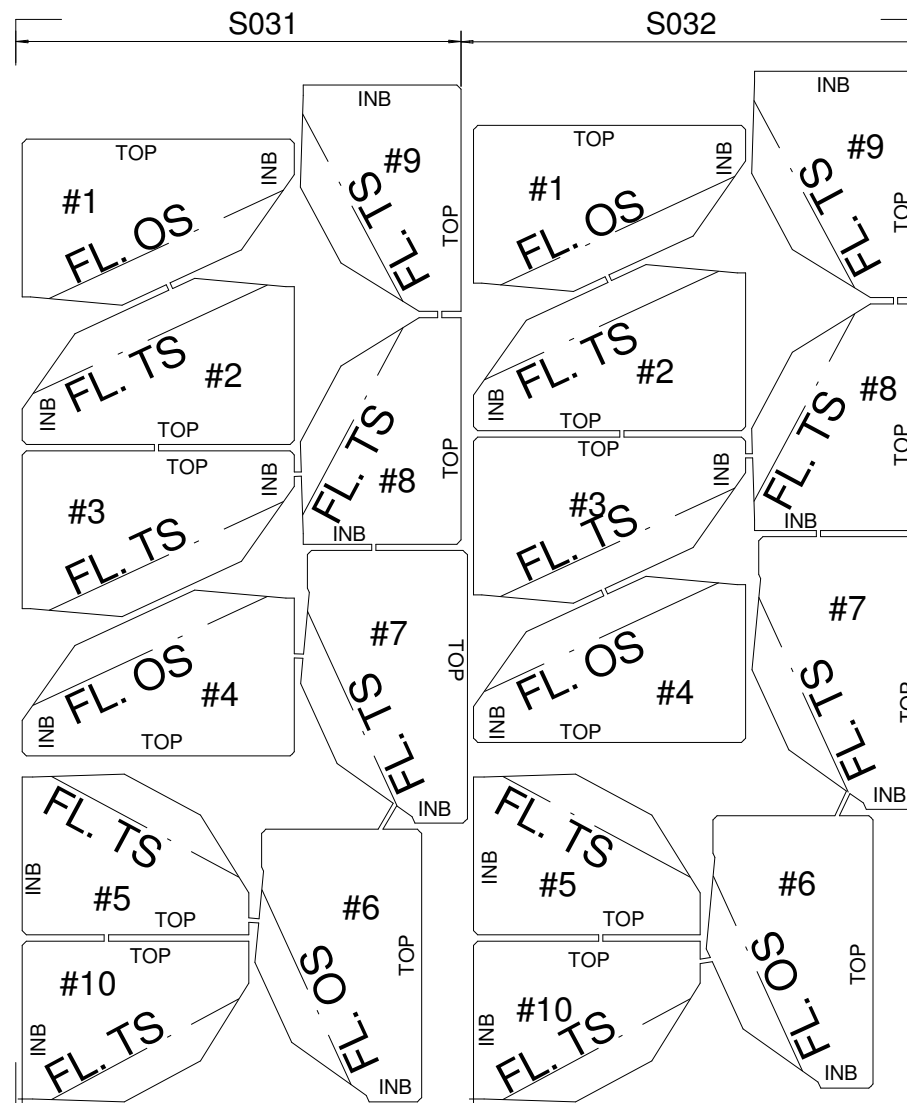 S031
S032
INB
TOP
INB
#9
#1
FL. OS
FL. TS
TOP
FL. TS
#2
INB
TOP
TOP
INB
#3
FL. TS
FL. TS
#8
TOP
INB
FL. OS
#4
INB
TOP
#7
FL. TS
TOP
INB
FL. TS
INB
#5
TOP
TOP
#10
INB
FL. TS
#6
FL. OS
TOP
INB
INB
TOP
INB
#9
#1
FL. OS
FL. TS
TOP
FL. TS
#2
INB
TOP
TOP
INB
#3
FL. TS
FL. TS
#8
TOP
INB
FL. OS
#4
INB
TOP
#7
FL. TS
TOP
INB
FL. TS
INB
#5
TOP
TOP
#10
INB
FL. TS
#6
FL. OS
TOP
INB